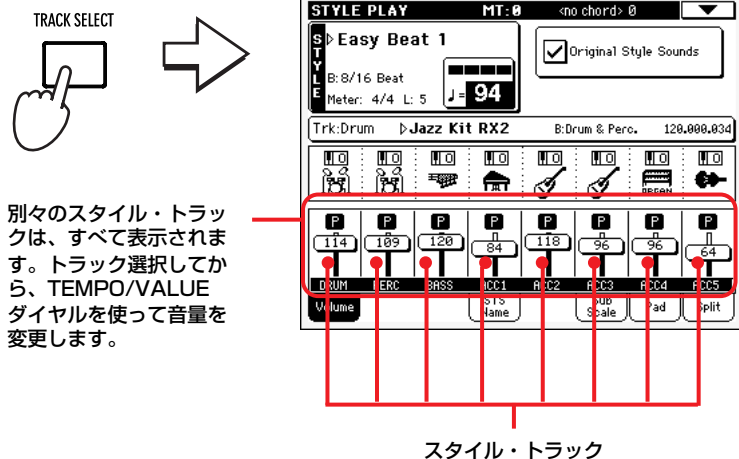 TRACK SELECT
STYLE PLAY MT:0 <no chord> 0
STYLE
Easy Beat 1
B:8/16 Beat
Meter: 4/4 L: 5
♩= 94
Original Style Sounds
Trk:Drum Jazz Kit RX2 B:Drum & Perc. 120.000.034
ORGAN
P P P P P P P P
114 109 120 84 118 96 96 64
DRUM PERC BASS ACC1 ACC2 ACC3 ACC4 ACC5
Volume STS Name Sub Scale Pad Split
別々のスタイル・トラッ
クは、すべて表示されま
す。トラック選択してか
ら、TEMPO/VALUE
ダイヤルを使って音量を
変更します。
スタイル・トラック